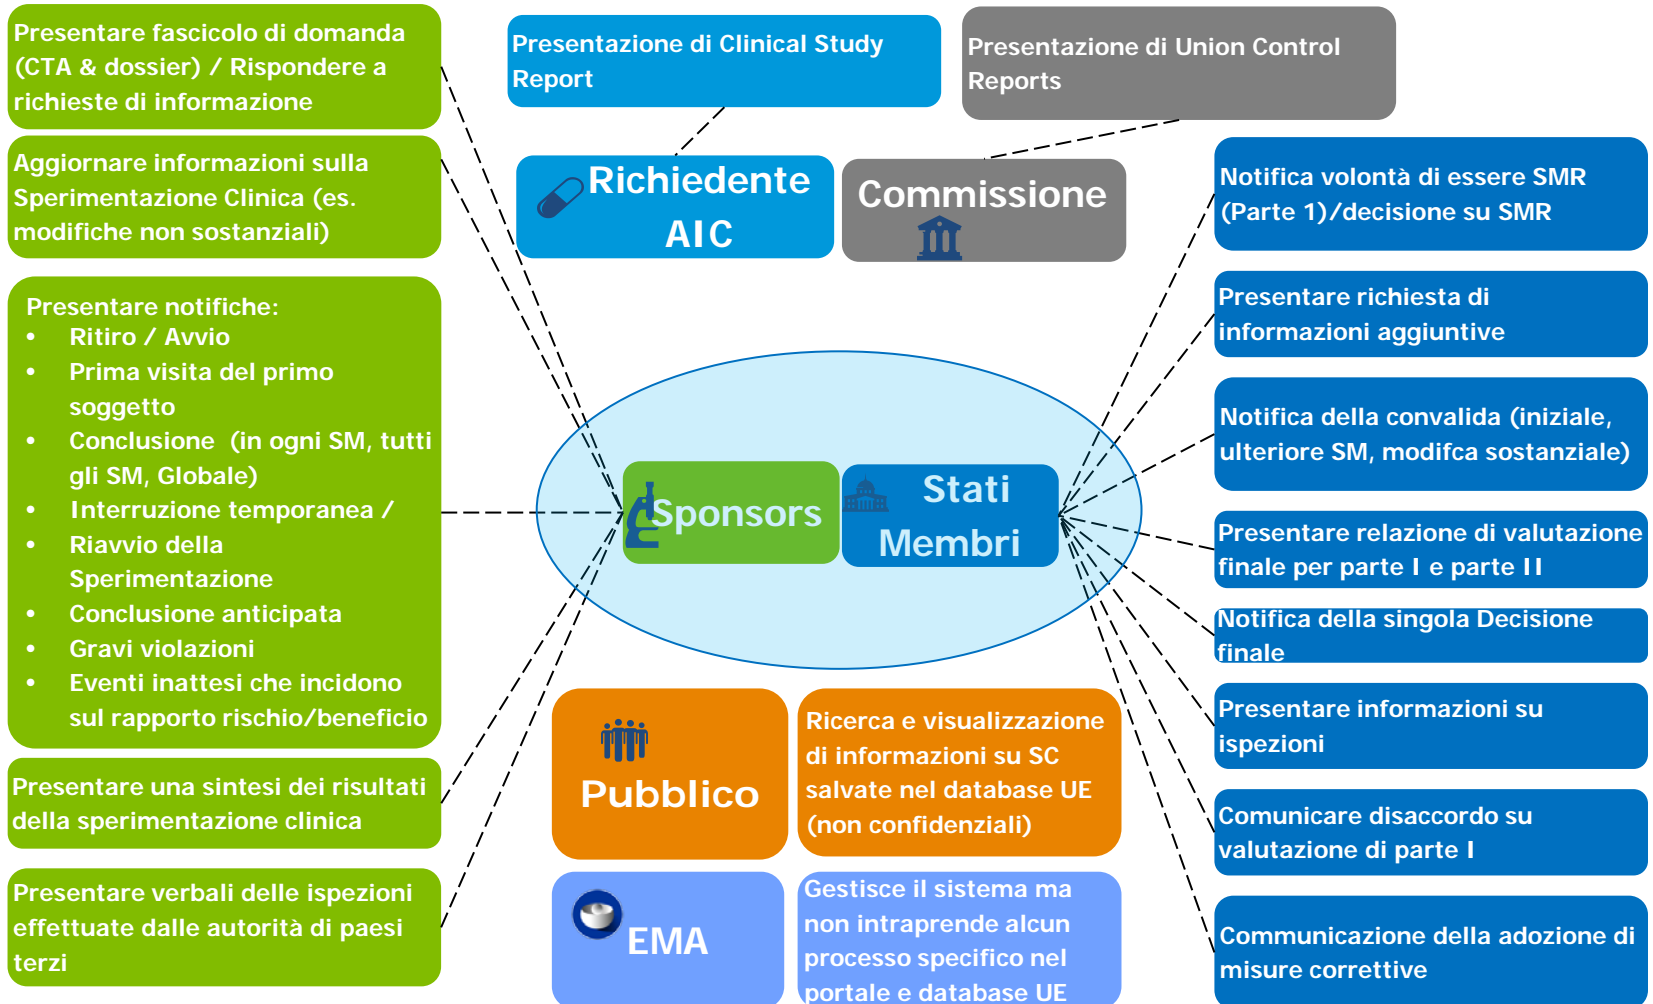 Presentare fascicolo di domanda
(CTA & dossier) / Rispondere a
richieste di informazione
Aggiornare informazioni sulla
Sperimentazione Clinica (es.
modifiche non sostanziali)
Presentare notifiche:
• Ritiro / Avvio
• Prima visita del primo
soggetto
• Conclusione (in ogni SM, tutti
gli SM, Globale)
• Interruzione temporanea /
• Riavvio della
Sperimentazione
• Conclusione anticipata
• Gravi violazioni
• Eventi inattesi che incidono
sul rapporto rischio/beneficio
Presentare una sintesi dei risultati
della sperimentazione clinica
Presentare verbali delle ispezioni
effettuate dalle autorità di paesi
terzi
Presentazione di Clinical Study
Report
Richiedente
AIC
Presentazione di Union Control
Reports
Commissione
Sponsors
Stati
Membri
Pubblico
Ricerca e visualizzazione
di informazioni su SC
salvate nel database UE
(non confidenziali)
EMA
Gestisce il sistema ma
non intraprende alcun
processo specifico nel
portale e database UE
Notifica volontà di essere SMR
(Parte 1)/decisione su SMR
Presentare richiesta di
informazioni aggiuntive
Notifica della convalida (iniziale,
ulteriore SM, modifca sostanziale)
Presentare relazione di valutazione
finale per parte I e parte II
Notifica della singola Decisione
finale
Presentare informazioni su
ispezioni
Comunicare disaccordo su
valutazione di parte I
Communicazione della adozione di
misure correttive